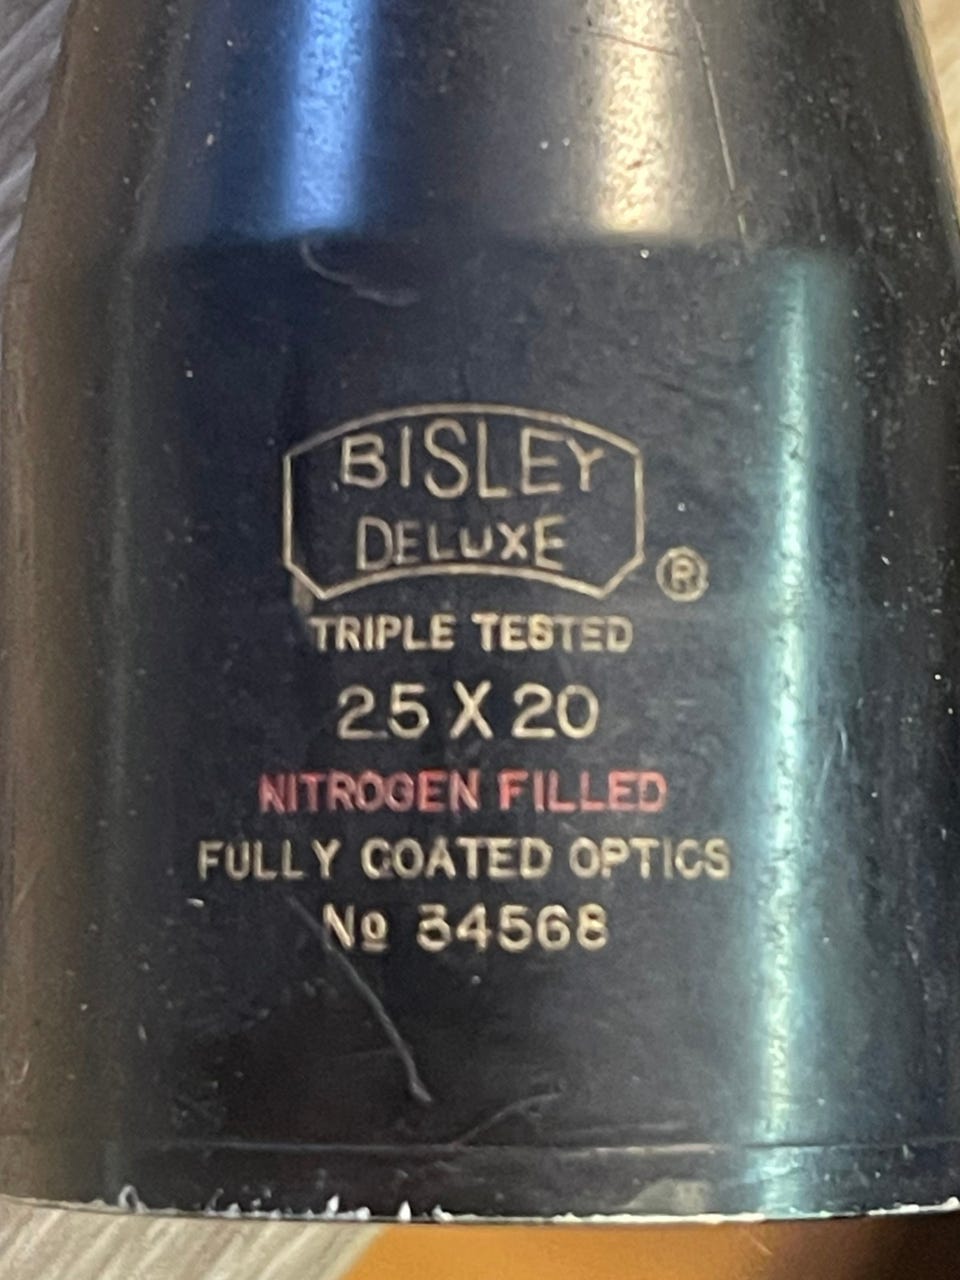 BISLEY
DELUXE
®
TRIPLE TESTED
2.5 X 20
NITROGEN FILLED
FULLY COATED OPTICS
No 34568